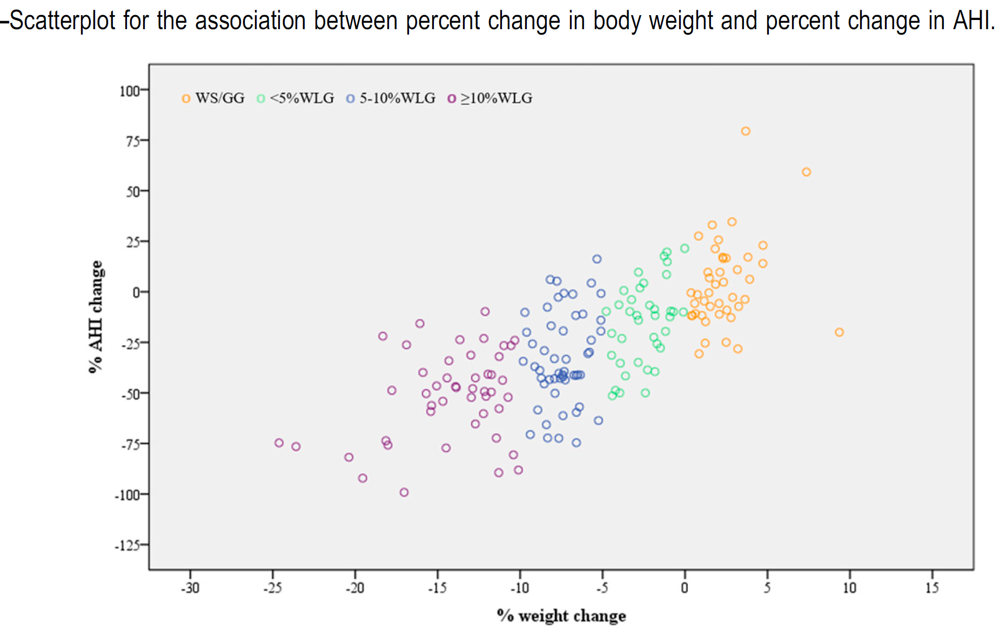 –Scatterplot for the association between percent change in body weight and percent change in AHI.
WS/GG <5%WLG 5-10%WLG ≥10%WLG
100
75
50
25
0
-25
-50
-75
-100
-125
% AHI change
-30 -25 -20 -15 -10 -5 0 5 10 15
% weight change